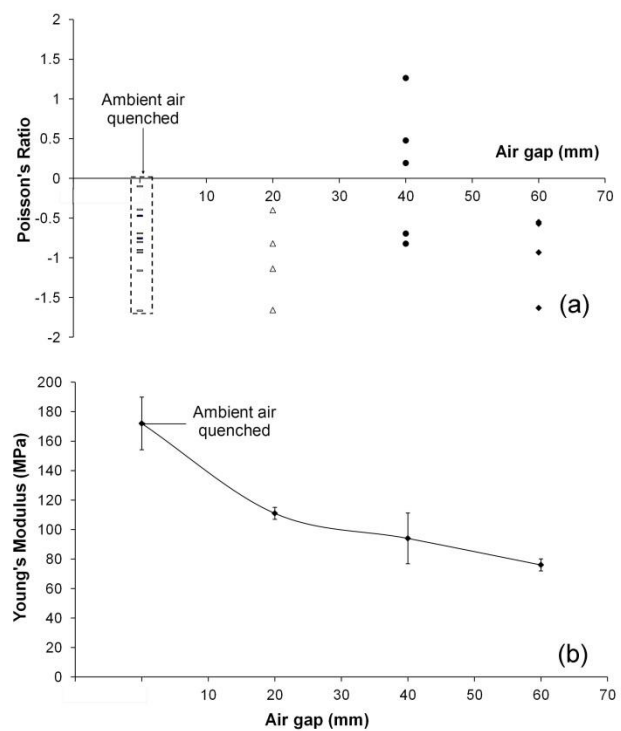 2
1.5
Ambient air
quenched
1
0.5
Air gap (mm)
0
10 20 30 40 50 60 70
-0.5
-1
-1.5
-2
Poisson's Ratio
(a)
200
180
Ambient air
quenched
160
140
120
100
80
60
40
20
0
Young's Modulus (MPa)
(b)
10 20 30 40 50 60 70
Air gap (mm)